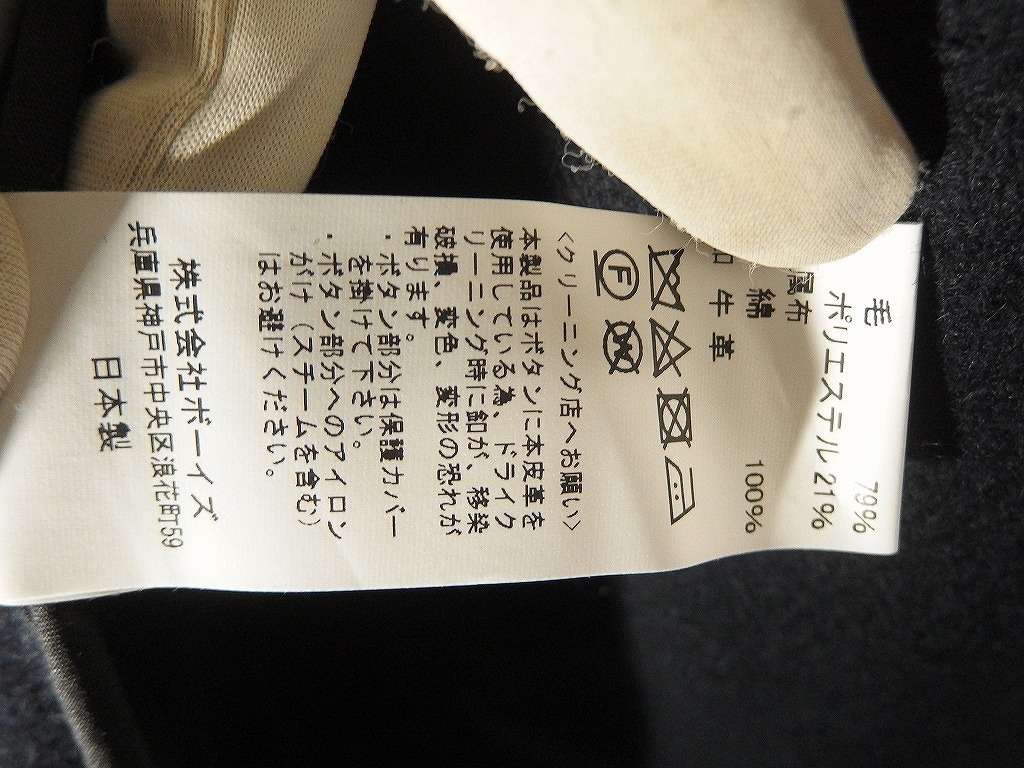 毛 79%
ポリエステル 21%
属布
綿 100%
牛革
F W
<クリーニング店へお願い>
本製品はボタンに本皮革を
使用している為、ドライク
リーニング時に釦が、移染
破損、変色、変形の恐れが
有ります。
・ボタン部分は保護カバー
を掛けて下さい。
・ボタン部分へのアイロン
がけ(スチームを含む)
はお避けください。
株式会社ボーイズ
兵庫県神戸市中央区浪花町59
日本製